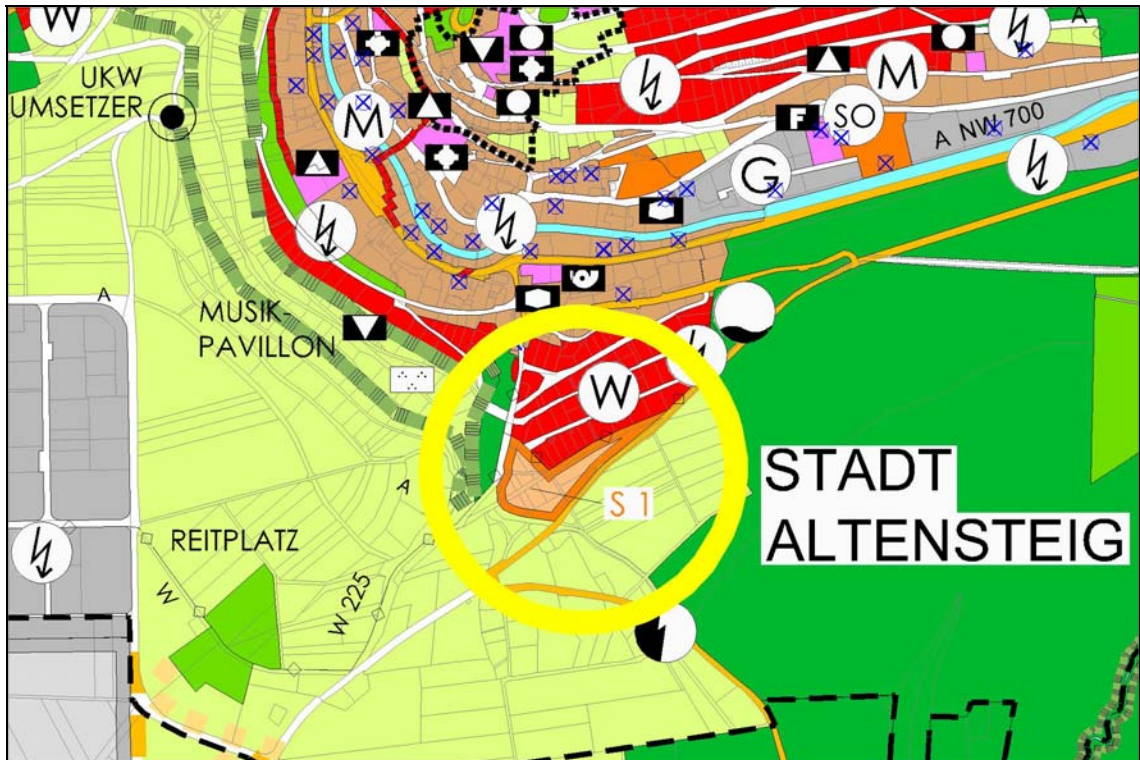 W
A
UKW
UMSETZER
M
M
F
SO
A NW 700
G
A
MUSIK-
PAVILLON
W
STADT
ALTENSTEIG
A
S 1
REITPLATZ
W
W 225